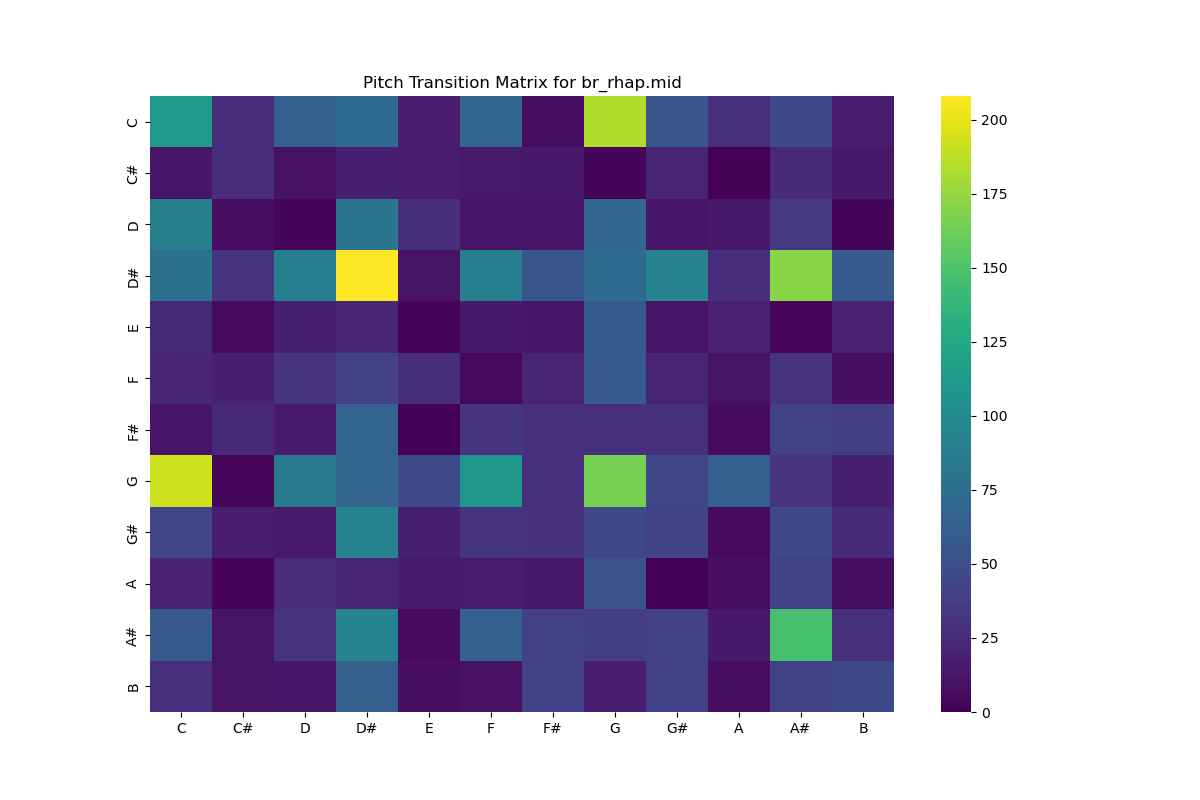 Pitch Transition Matrix for br_rhap.mid
C
C#
D
D#
E
F
F#
G
G#
A
A#
B
C C# D D# E F F# G G# A A# B
200
175
150
125
100
75
50
25
0